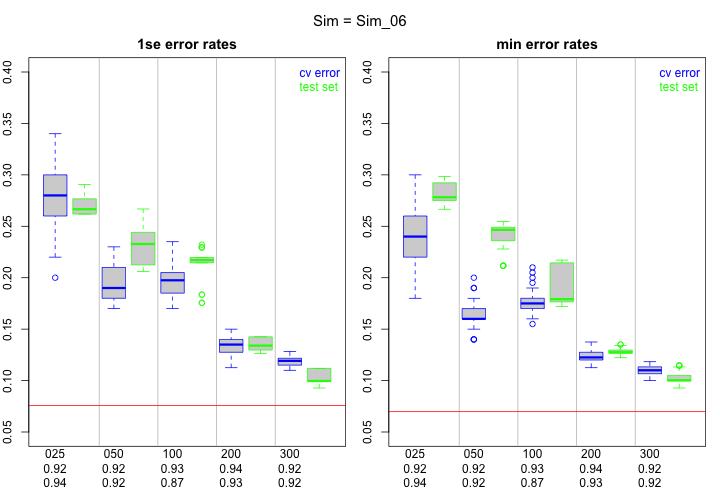 Sim = Sim_06
1se error rates
cv error
test set
0.40
0.35
0.30
0.25
0.20
0.15
0.10
0.05
025 050 100 200 300
0.92 0.92 0.93 0.94 0.92
0.94 0.92 0.87 0.93 0.92
min error rates
cv error
test set
0.40
0.35
0.30
0.25
0.20
0.15
0.10
0.05
025 050 100 200 300
0.92 0.92 0.93 0.94 0.92
0.94 0.92 0.87 0.93 0.92